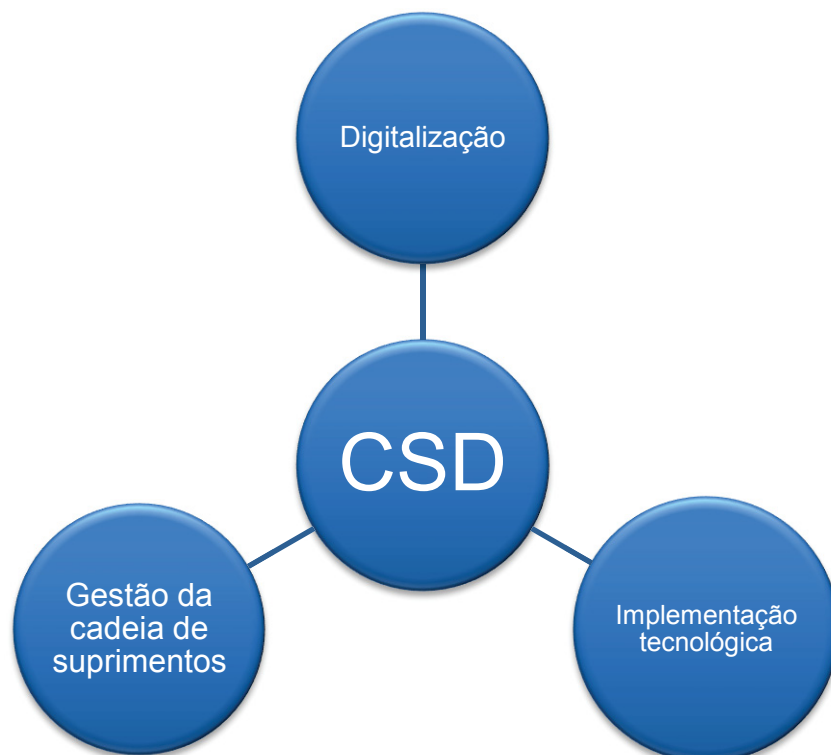 Digitalização
CSD
Gestão da
cadeia de
suprimentos
Implementação
tecnológica